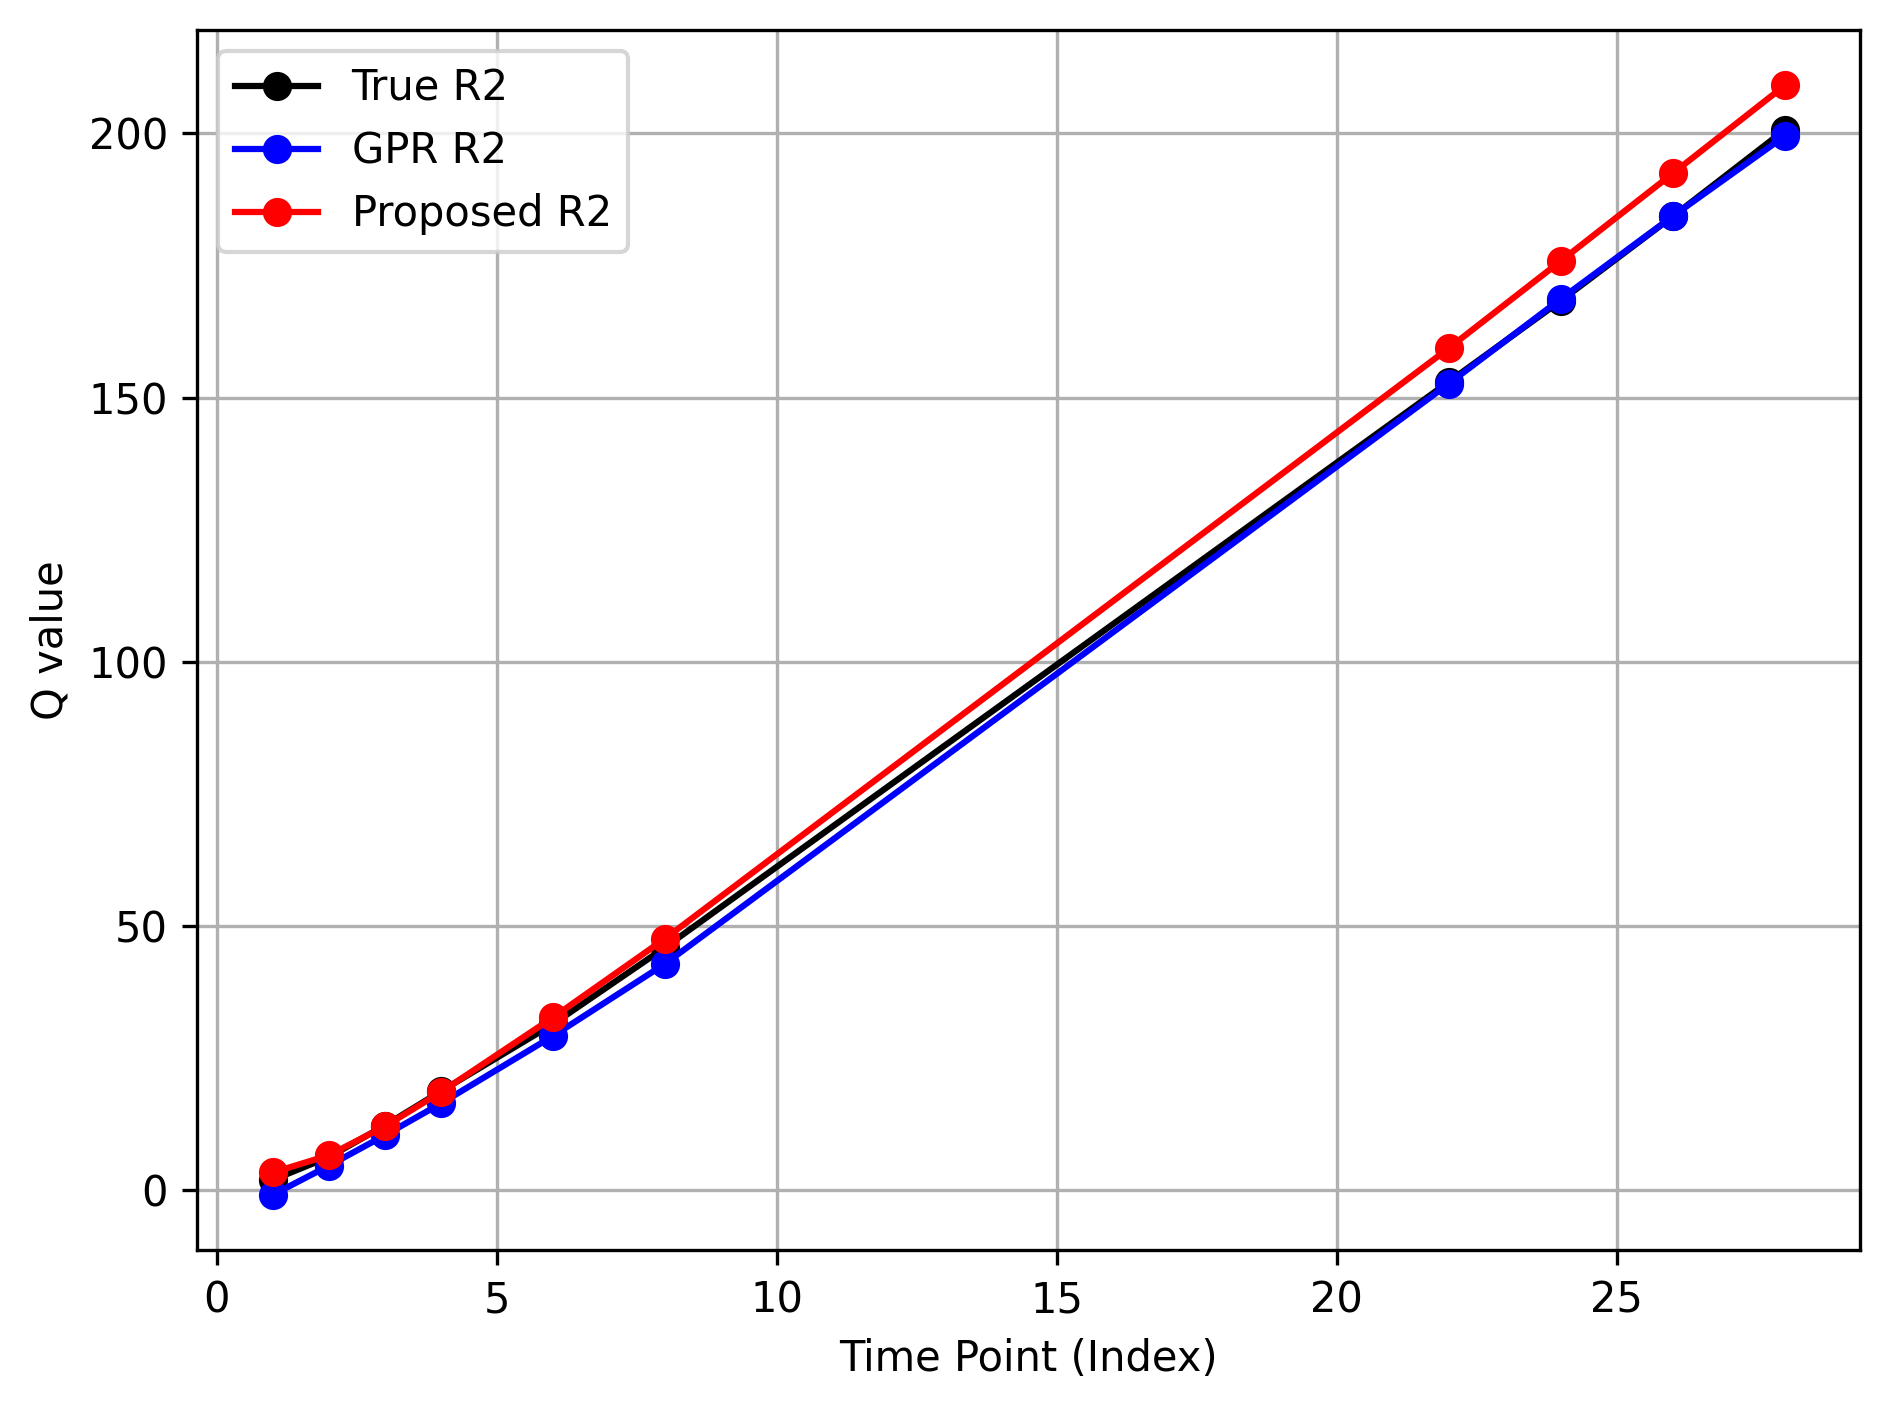 True R2
GPR R2
Proposed R2
200
150
100
50
0
Q value
0 5 10 15 20 25
Time Point (Index)